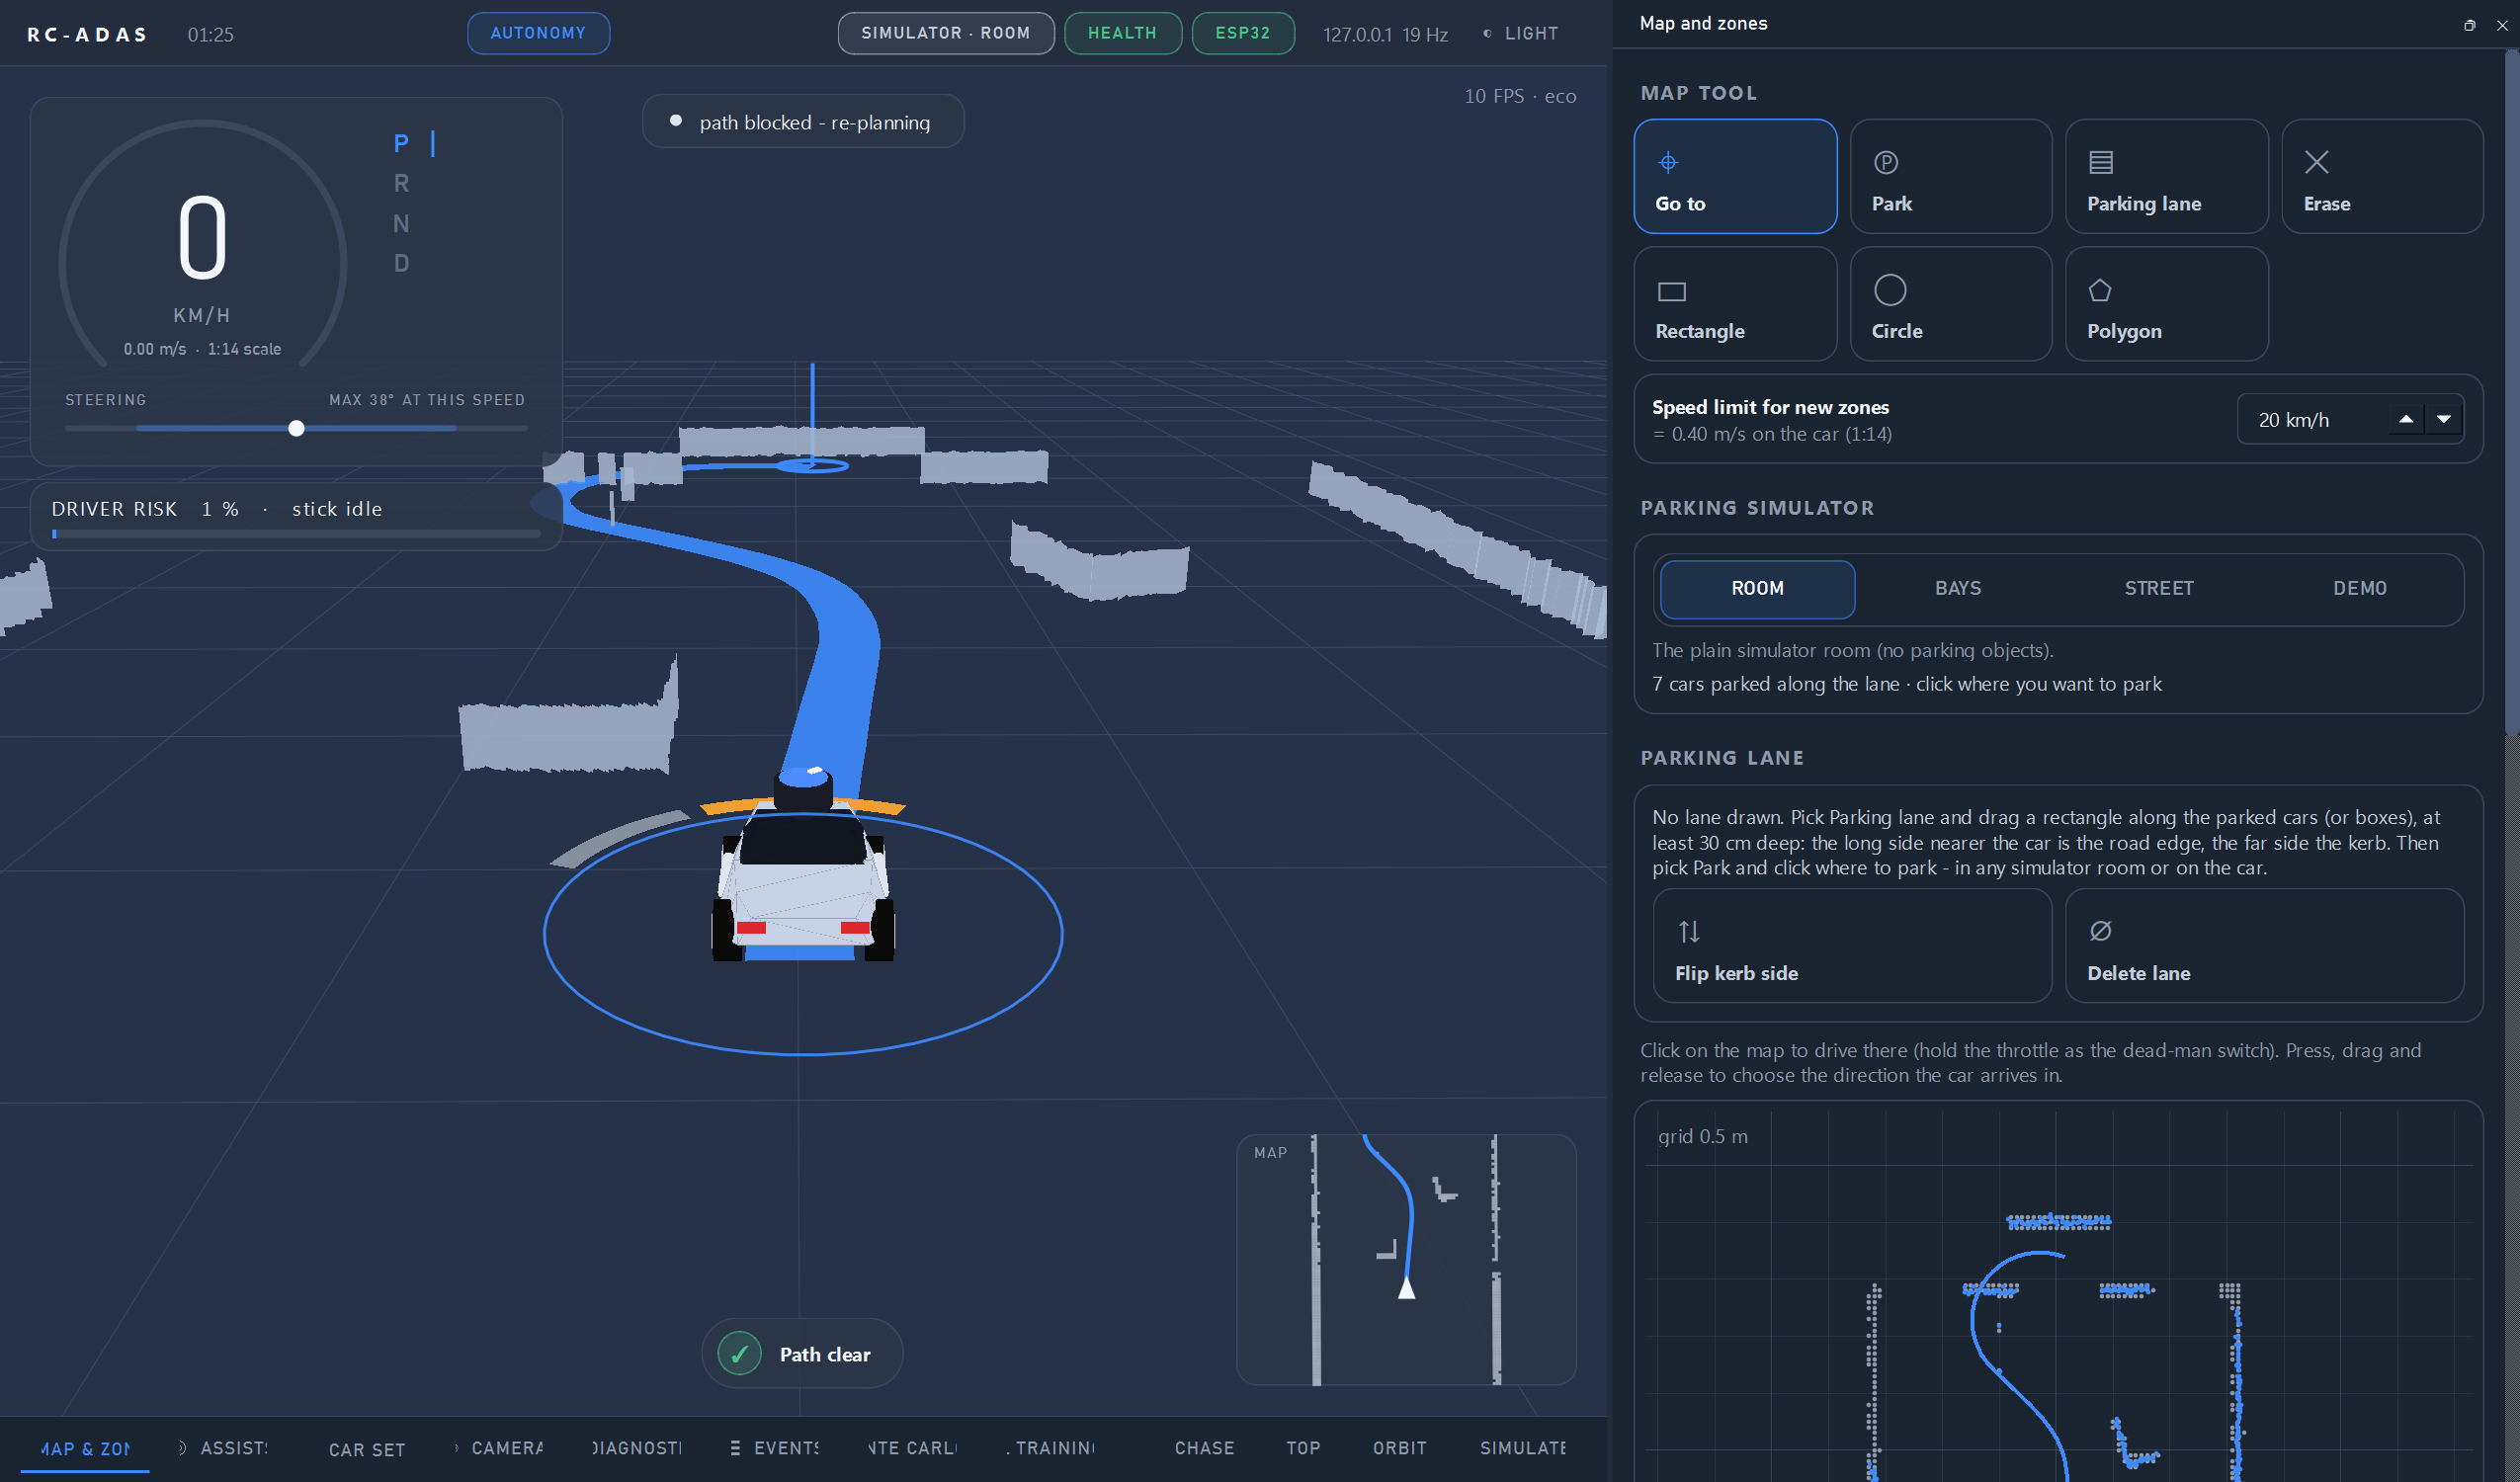 RC-ADAS 01:25 AUTONOMY SIMULATOR · ROOM HEALTH ESP32 127.0.0.1 19 Hz LIGHT
10 FPS · eco
path blocked - re-planning
P
R
N
D
0
KM/H
0.00 m/s · 1:14 scale
STEERING MAX 38° AT THIS SPEED
DRIVER RISK 1 % · stick idle
MAP
✓ Path clear
MAP & ZON ASSIST CAR SET CAMERA DIAGNOSTI EVENTS NTE CARL . TRAINING CHASE TOP ORBIT SIMULATE
Map and zones
MAP TOOL
Go to
Park
Parking lane
Erase
Rectangle
Circle
Polygon
Speed limit for new zones
= 0.40 m/s on the car (1:14)
20 km/h
PARKING SIMULATOR
ROOM BAYS STREET DEMO
The plain simulator room (no parking objects).
7 cars parked along the lane · click where you want to park
PARKING LANE
No lane drawn. Pick Parking lane and drag a rectangle along the parked cars (or boxes), at
least 30 cm deep: the long side nearer the car is the road edge, the far side the kerb. Then
pick Park and click where to park - in any simulator room or on the car.
Flip kerb side
Delete lane
Click on the map to drive there (hold the throttle as the dead-man switch). Press, drag and
release to choose the direction the car arrives in.
grid 0.5 m